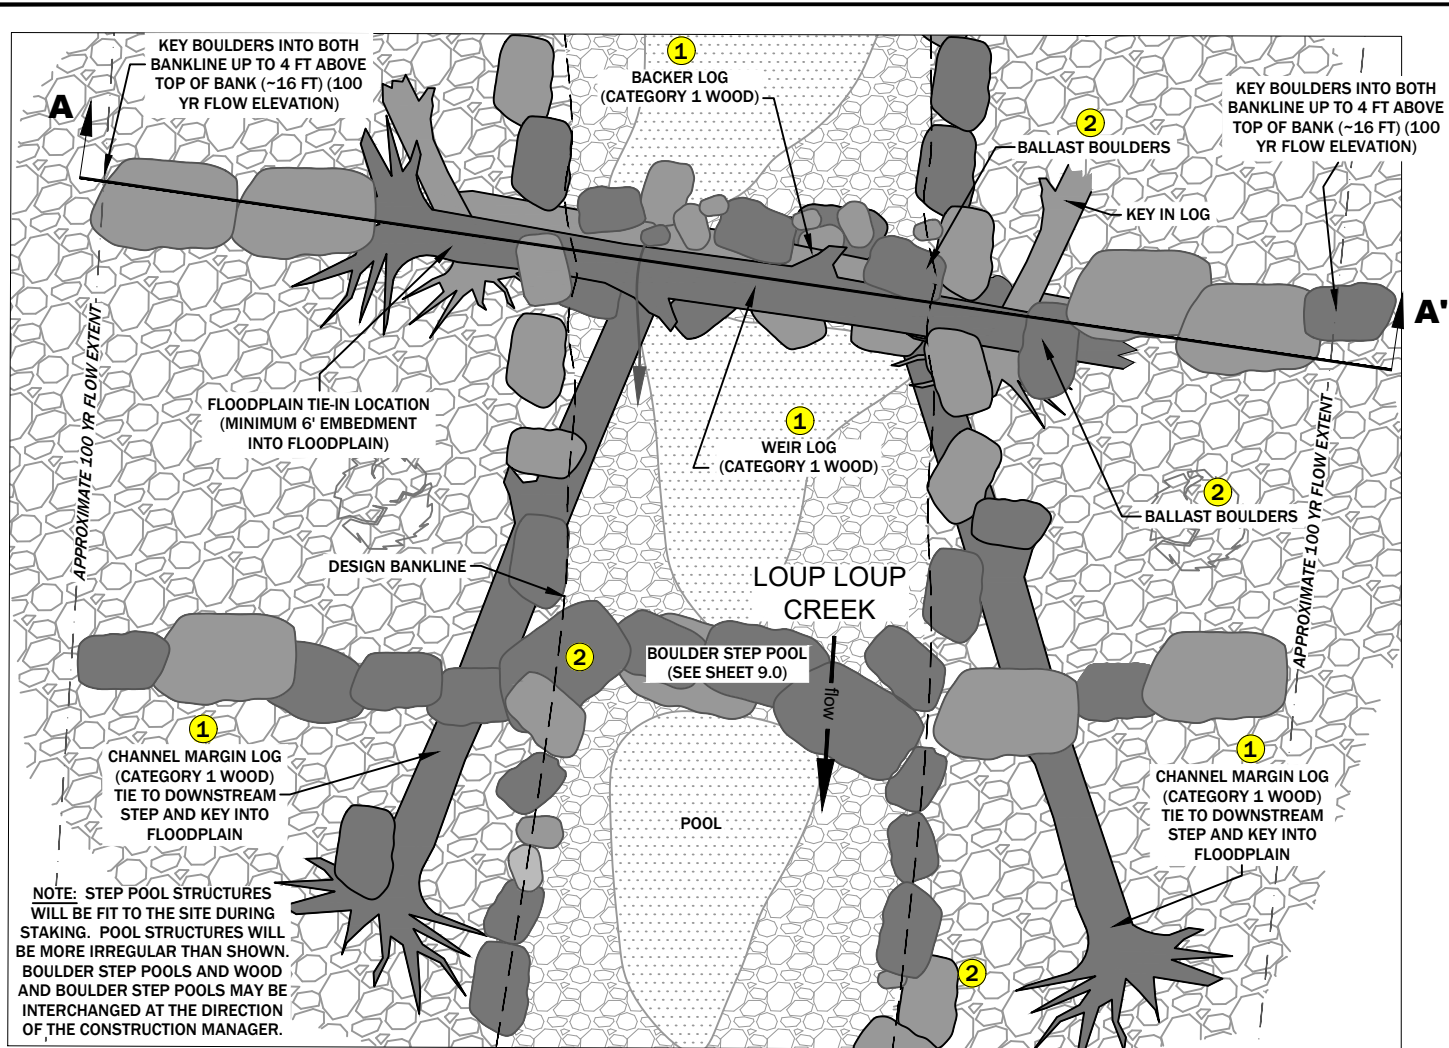 KEY BOULDERS INTO BOTH
BANKLINE UP TO 4 FT ABOVE
TOP OF BANK (~16 FT) (100
YR FLOW ELEVATION)
A
1
BACKER LOG
(CATEGORY 1 WOOD)
2
BALLAST BOULDERS
KEY BOULDERS INTO BOTH
BANKLINE UP TO 4 FT ABOVE
TOP OF BANK (~16 FT) (100
YR FLOW ELEVATION)
KEY IN LOG
A'
APPROXIMATE 100 YR FLOW EXTENT
FLOODPLAIN TIE-IN LOCATION
(MINIMUM 6' EMBEDMENT
INTO FLOODPLAIN)
1
WEIR LOG
(CATEGORY 1 WOOD)
2
BALLAST BOULDERS
APPROXIMATE 100 YR FLOW EXTENT
DESIGN BANKLINE
LOUP LOUP
CREEK
flow
2
BOULDER STEP POOL
(SEE SHEET 9.0)
1
CHANNEL MARGIN LOG
(CATEGORY 1 WOOD)
TIE TO DOWNSTREAM
STEP AND KEY INTO
FLOODPLAIN
POOL
1
CHANNEL MARGIN LOG
(CATEGORY 1 WOOD)
TIE TO DOWNSTREAM
STEP AND KEY INTO
FLOODPLAIN
NOTE: STEP POOL STRUCTURES
WILL BE FIT TO THE SITE DURING
STAKING. POOL STRUCTURES WILL
BE MORE IRREGULAR THAN SHOWN.
BOULDER STEP POOLS AND WOOD
AND BOULDER STEP POOLS MAY BE
INTERCHANGED AT THE DIRECTION
OF THE CONSTRUCTION MANAGER.
2